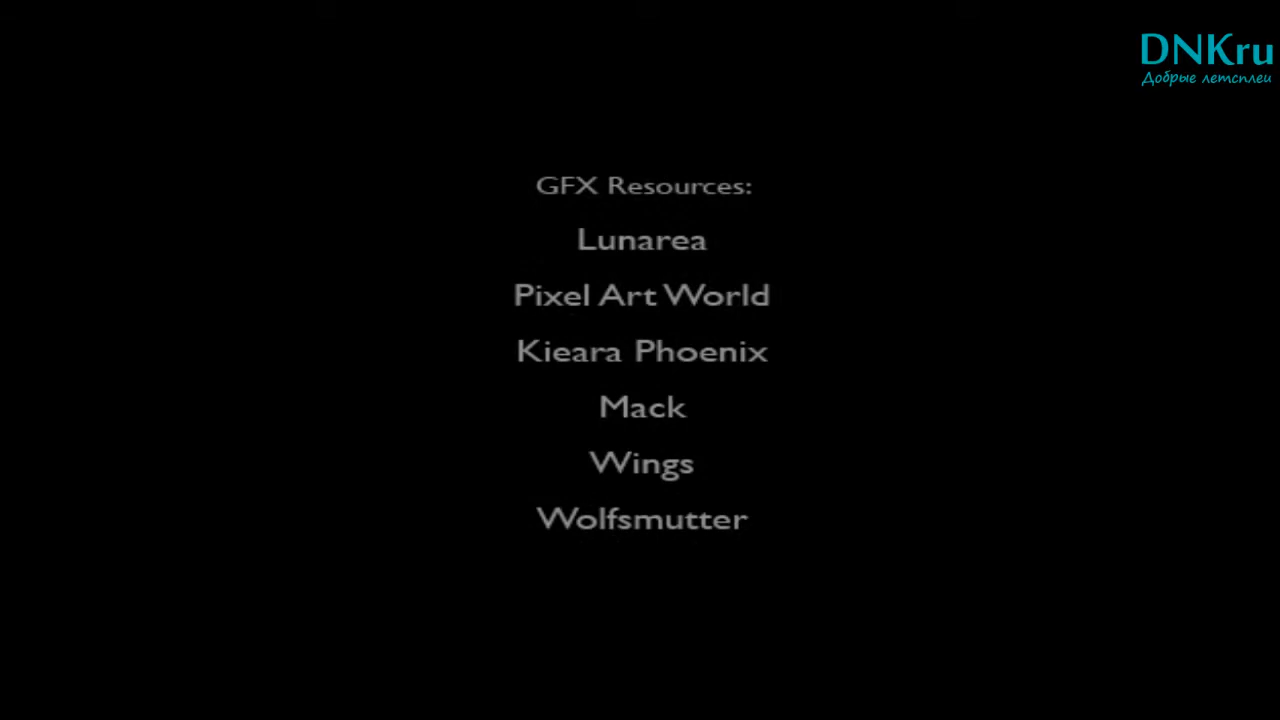 DNKru
Добрые летсплеи
GFX Resources:
Lunarea
Pixel Art World
Kieara Phoenix
Mack
Wings
Wolfsmutter